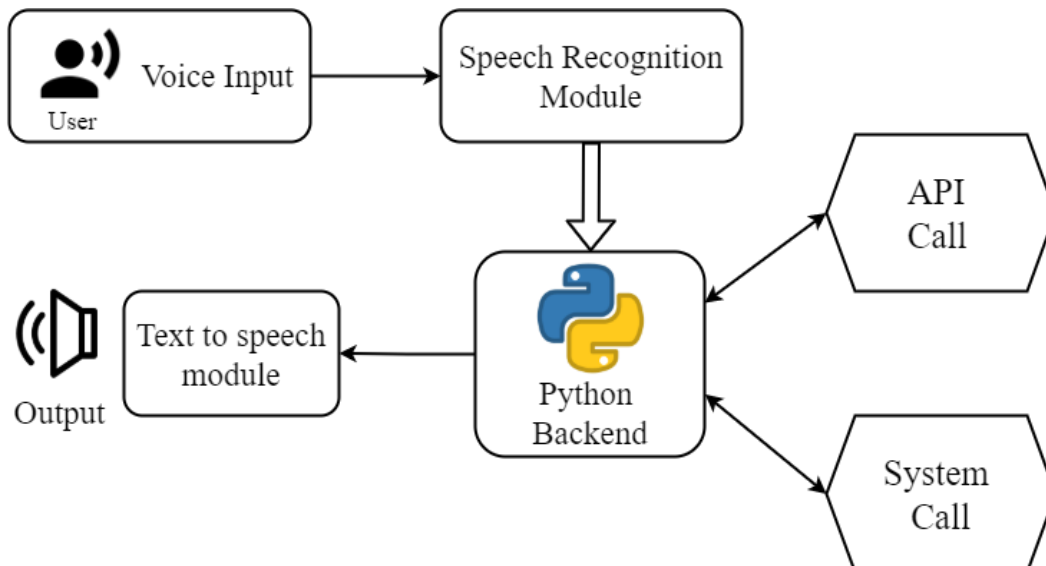 Voice Input
User
Speech Recognition
Module
API
Call
Text to speech
module
Output
Python
Backend
System
Call